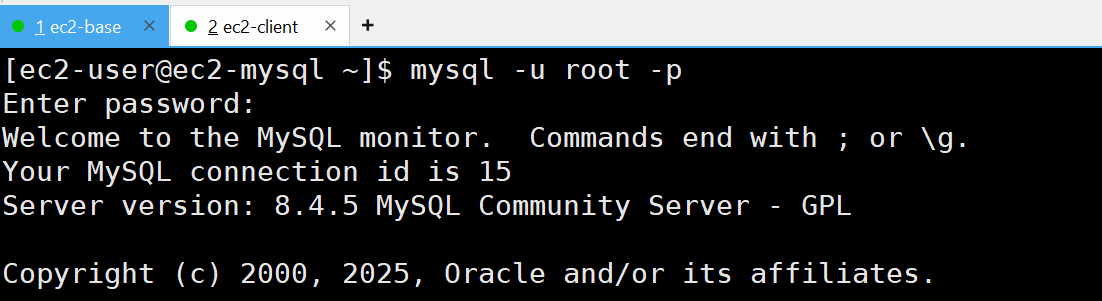 1 ec2-base × 2 ec2-client × +
[ec2-user@ec2-mysql ~]$ mysql -u root -p
Enter password:
Welcome to the MySQL monitor.  Commands end with ; or \g.
Your MySQL connection id is 15
Server version: 8.4.5 MySQL Community Server - GPL

Copyright (c) 2000, 2025, Oracle and/or its affiliates.